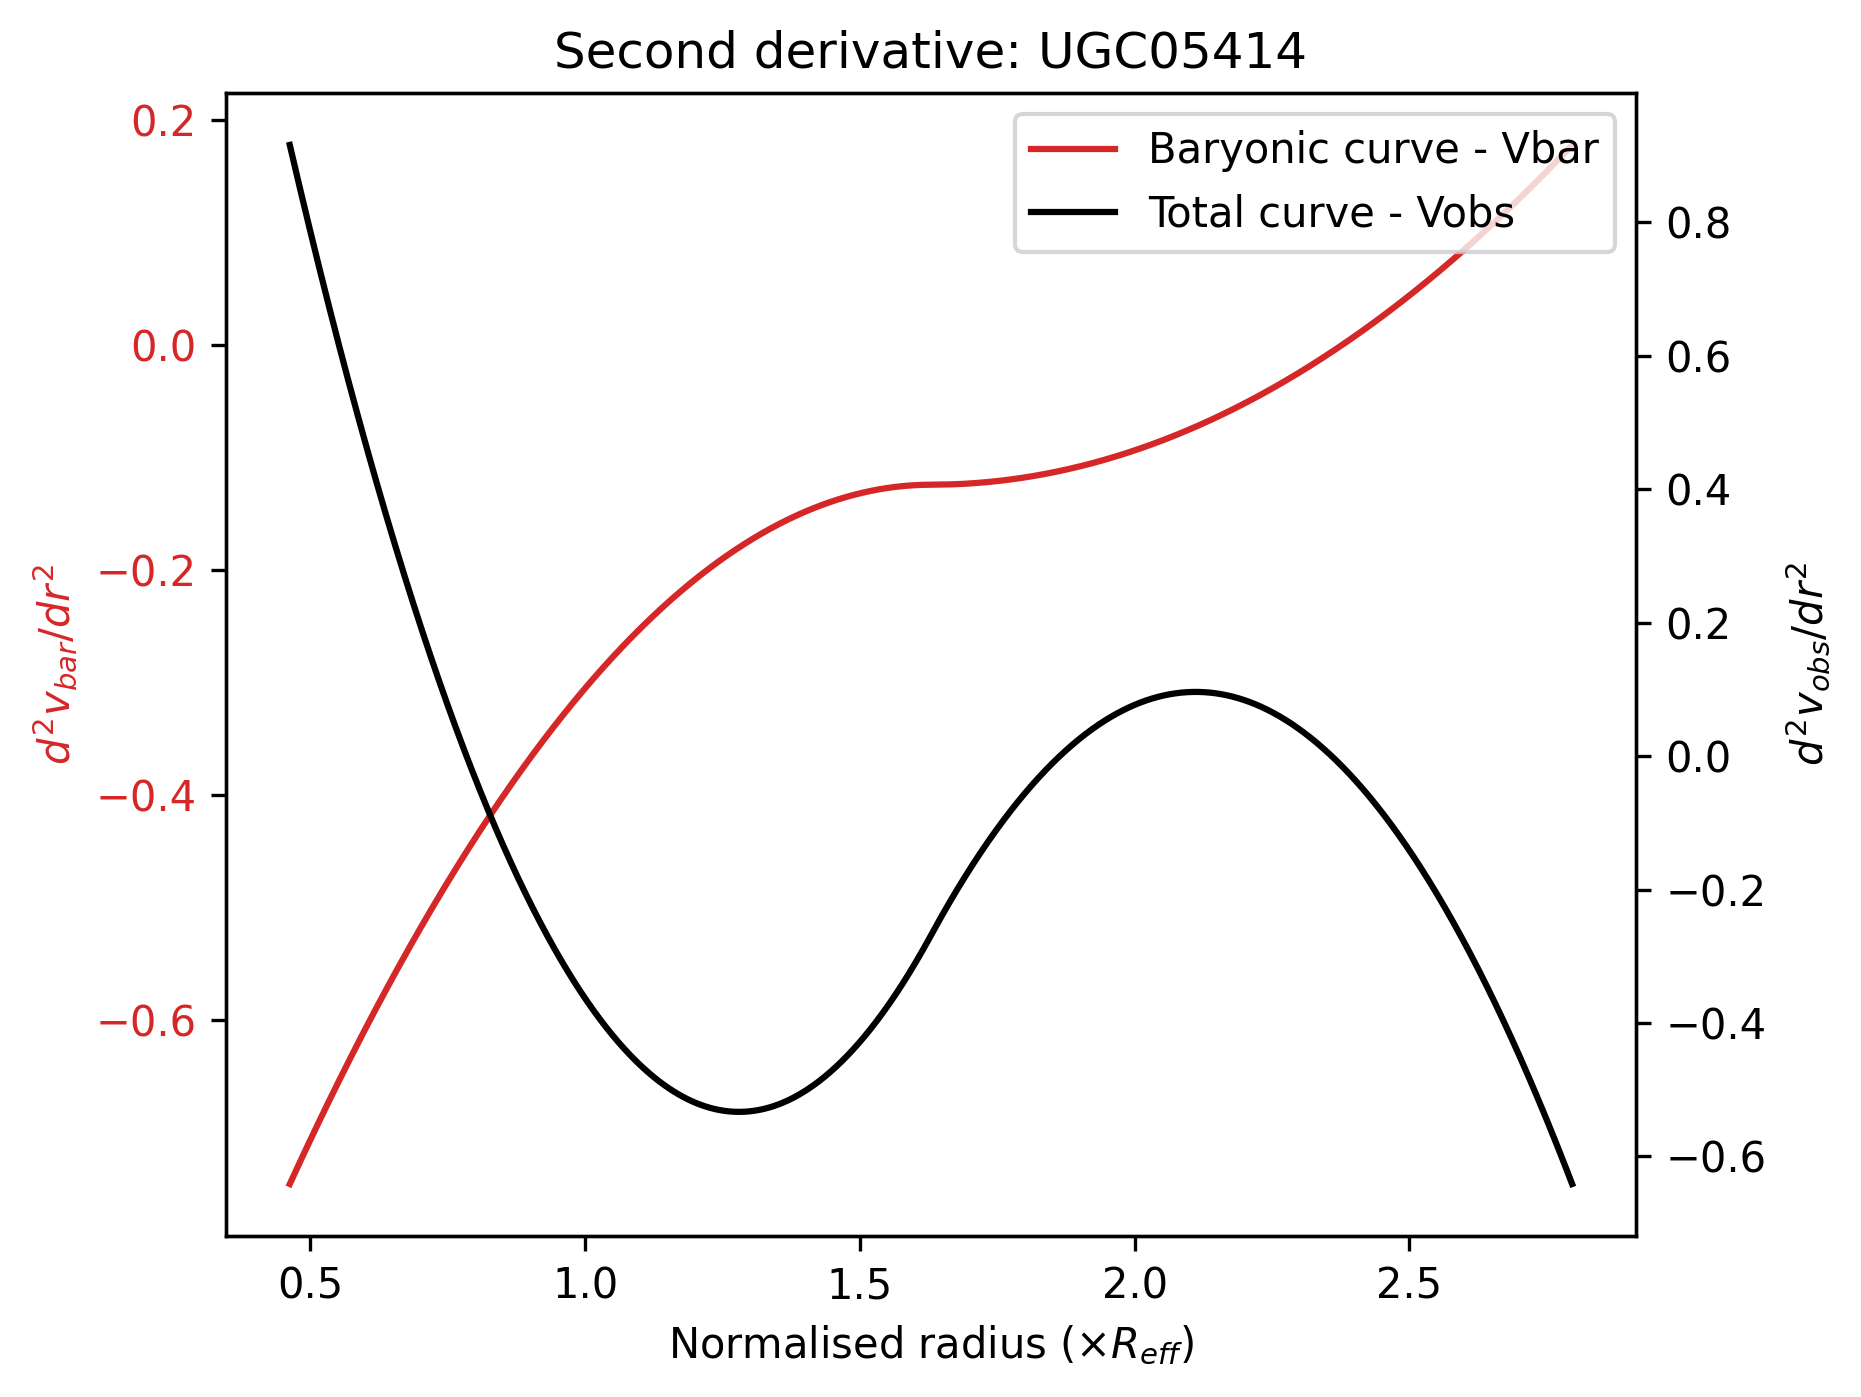 Second derivative: UGC05414
Baryonic curve - Vbar
Total curve - Vobs
0.2
0.0
−0.2
−0.4
−0.6
d²v_bar/dr²
0.8
0.6
0.4
0.2
0.0
−0.2
−0.4
−0.6
d²v_obs/dr²
0.5 1.0 1.5 2.0 2.5
Normalised radius (×R_eff)